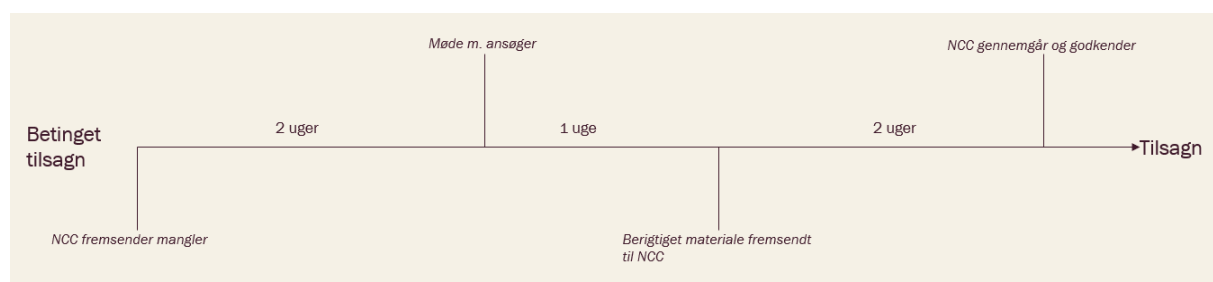 Møde m. ansøger
NCC gennemgår og godkender
2 uger
1 uge
2 uger
Betinget
tilsagn
Tilsagn
NCC fremsender mangler
Berigtiget materiale fremsendt
til NCC